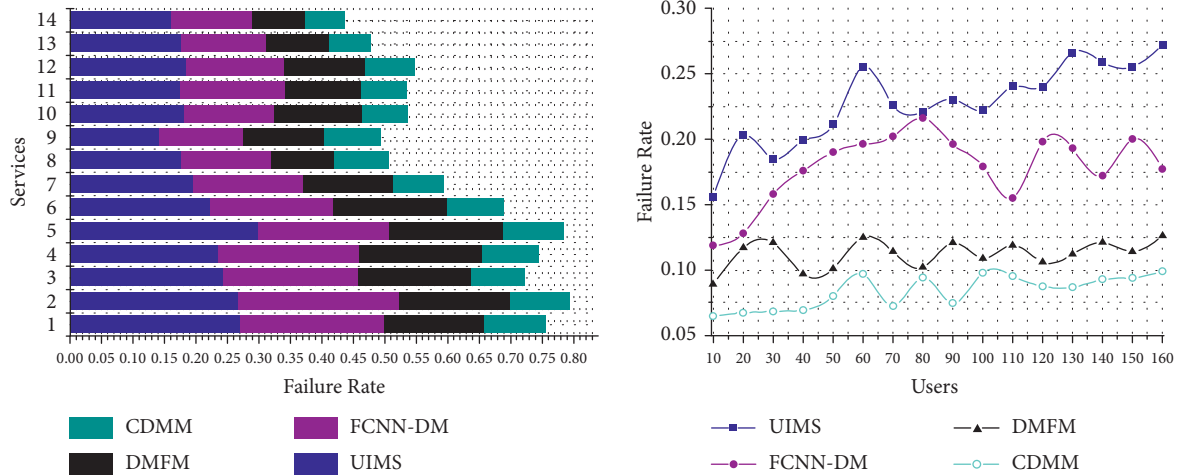 14
13
12
11
10
9
8
7
6
5
4
3
2
1
Services
0.00 0.05 0.10 0.15 0.20 0.25 0.30 0.35 0.40 0.45 0.50 0.55 0.60 0.65 0.70 0.75 0.80
Failure Rate
CDMM FCNN-DM
DMFM UIMS
0.30
0.25
0.20
0.15
0.10
0.05
Failure Rate
10 20 30 40 50 60 70 80 90 100 110 120 130 140 150 160
Users
UIMS DMFM
FCNN-DM CDMM